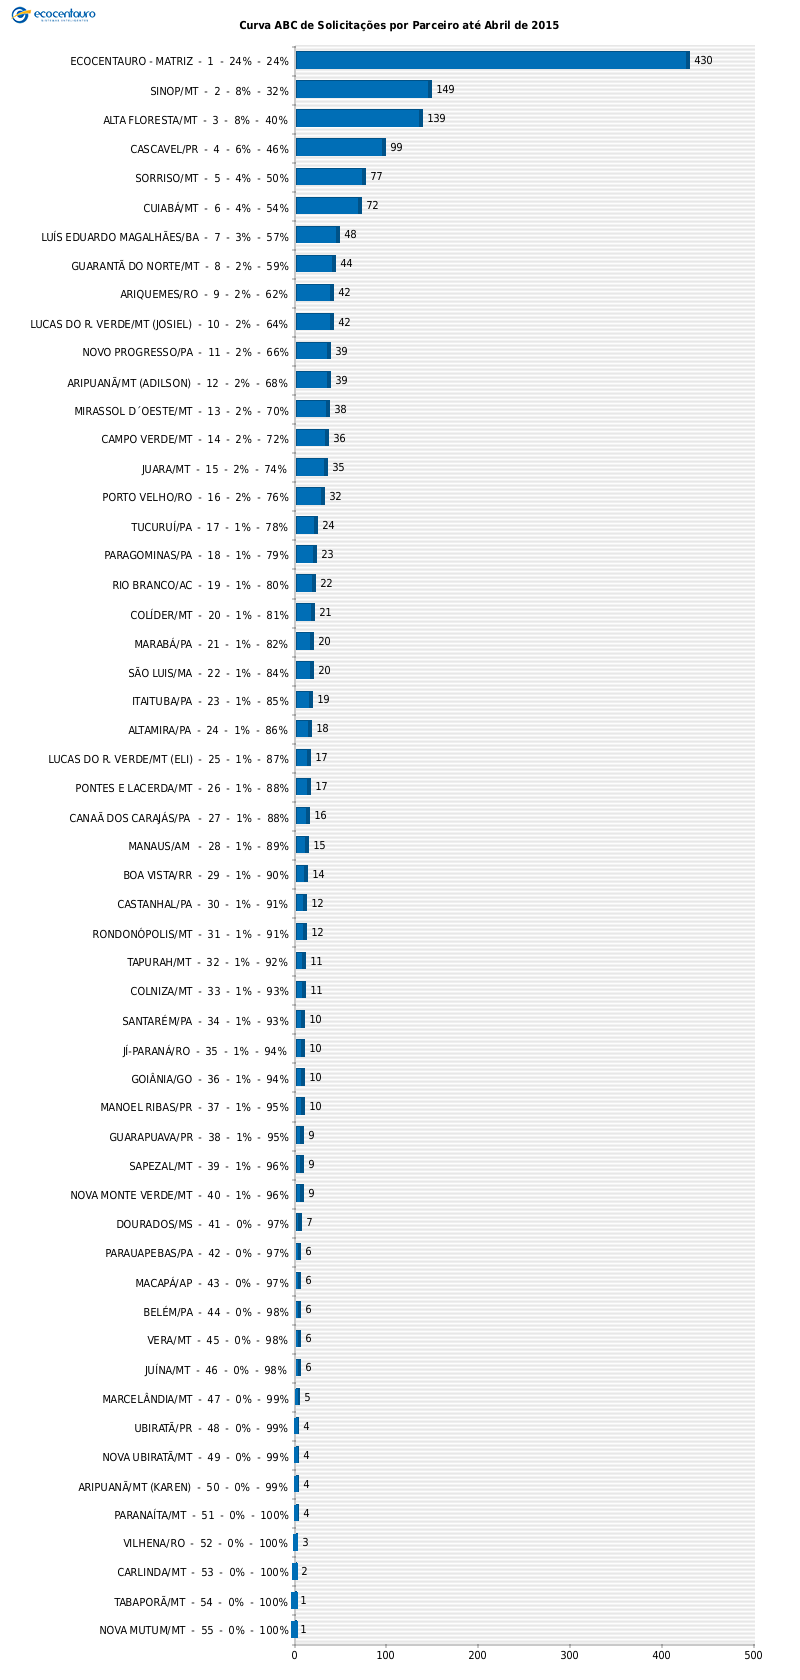 ecocentauro
Curva ABC de Solicitações por Parceiro até Abril de 2015
ECOCENTAURO - MATRIZ - 1 - 24% - 24% 430
SINOP/MT - 2 - 8% - 32% 149
ALTA FLORESTA/MT - 3 - 8% - 40% 139
CASCAVEL/PR - 4 - 6% - 46% 99
SORRISO/MT - 5 - 4% - 50% 77
CUIABÁ/MT - 6 - 4% - 54% 72
LUÍS EDUARDO MAGALHÃES/BA - 7 - 3% - 57% 48
GUARANTÃ DO NORTE/MT - 8 - 2% - 59% 44
ARIQUEMES/RO - 9 - 2% - 62% 42
LUCAS DO R. VERDE/MT (JOSIEL) - 10 - 2% - 64% 42
NOVO PROGRESSO/PA - 11 - 2% - 66% 39
ARIPUANÃ/MT (ADILSON) - 12 - 2% - 68% 39
MIRASSOL D´OESTE/MT - 13 - 2% - 70% 38
CAMPO VERDE/MT - 14 - 2% - 72% 36
JUARA/MT - 15 - 2% - 74% 35
PORTO VELHO/RO - 16 - 2% - 76% 32
TUCURUÍ/PA - 17 - 1% - 78% 24
PARAGOMINAS/PA - 18 - 1% - 79% 23
RIO BRANCO/AC - 19 - 1% - 80% 22
COLÍDER/MT - 20 - 1% - 81% 21
MARABÁ/PA - 21 - 1% - 82% 20
SÃO LUIS/MA - 22 - 1% - 84% 20
ITAITUBA/PA - 23 - 1% - 85% 19
ALTAMIRA/PA - 24 - 1% - 86% 18
LUCAS DO R. VERDE/MT (ELI) - 25 - 1% - 87% 17
PONTES E LACERDA/MT - 26 - 1% - 88% 17
CANAÃ DOS CARAJÁS/PA - 27 - 1% - 88% 16
MANAUS/AM - 28 - 1% - 89% 15
BOA VISTA/RR - 29 - 1% - 90% 14
CASTANHAL/PA - 30 - 1% - 91% 12
RONDONÓPOLIS/MT - 31 - 1% - 91% 12
TAPURAH/MT - 32 - 1% - 92% 11
COLNIZA/MT - 33 - 1% - 93% 11
SANTARÉM/PA - 34 - 1% - 93% 10
JÍ-PARANÁ/RO - 35 - 1% - 94% 10
GOIÂNIA/GO - 36 - 1% - 94% 10
MANOEL RIBAS/PR - 37 - 1% - 95% 10
GUARAPUAVA/PR - 38 - 1% - 95% 9
SAPEZAL/MT - 39 - 1% - 96% 9
NOVA MONTE VERDE/MT - 40 - 1% - 96% 9
DOURADOS/MS - 41 - 0% - 97% 7
PARAUAPEBAS/PA - 42 - 0% - 97% 6
MACAPÁ/AP - 43 - 0% - 97% 6
BELÉM/PA - 44 - 0% - 98% 6
VERA/MT - 45 - 0% - 98% 6
JUÍNA/MT - 46 - 0% - 98% 6
MARCELÂNDIA/MT - 47 - 0% - 99% 5
UBIRATÃ/PR - 48 - 0% - 99% 4
NOVA UBIRATÃ/MT - 49 - 0% - 99% 4
ARIPUANÃ/MT (KAREN) - 50 - 0% - 99% 4
PARANAÍTA/MT - 51 - 0% - 100% 4
VILHENA/RO - 52 - 0% - 100% 3
CARLINDA/MT - 53 - 0% - 100% 2
TABAPORÃ/MT - 54 - 0% - 100% 1
NOVA MUTUM/MT - 55 - 0% - 100% 1
0 100 200 300 400 500